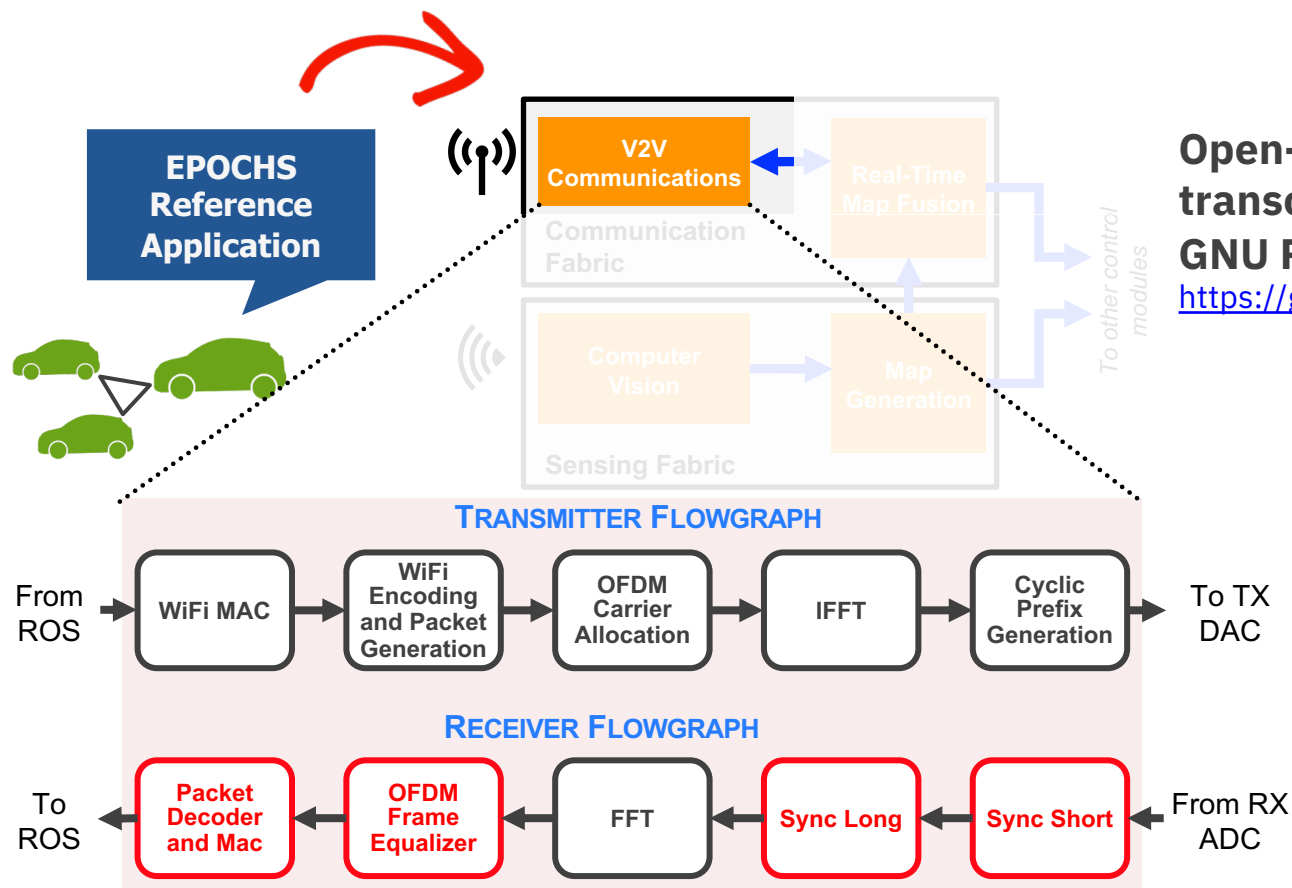 EPOCHS
Reference
Application
V2V
Communications
Real-Time
Map Fusion
Communication
Fabric
Computer
Vision
Map
Generation
Sensing Fabric
To other control
modules
Open-
GNU
https://
TRANSMITTER FLOWGRAPH
From
ROS
WiFi MAC
WiFi
Encoding
and Packet
Generation
OFDM
Carrier
Allocation
IFFT
Cyclic
Prefix
Generation
To TX
DAC
RECEIVER FLOWGRAPH
To
ROS
Packet
Decoder
and Mac
OFDM
Frame
Equalizer
FFT
Sync Long
Sync Short
From RX
ADC